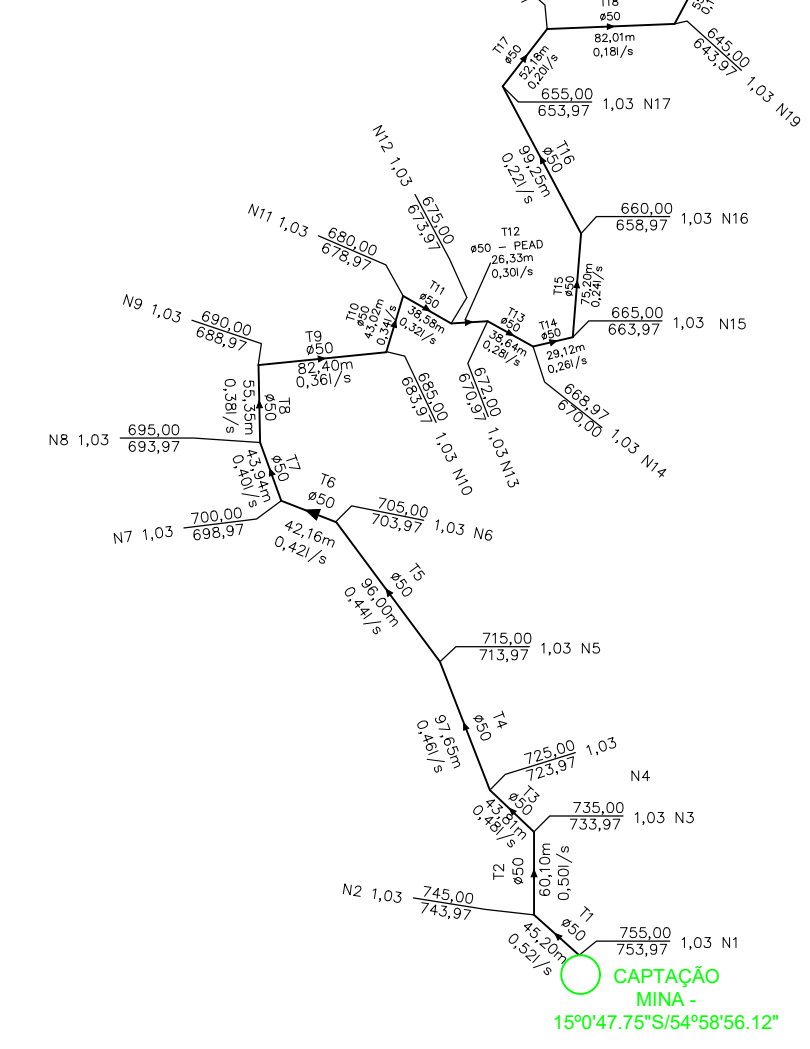 T18
ø50
82,01m
0,18l/s
645,00
643,97
1,03 N19
T17
ø50
52,18m
0,20l/s
655,00
653,97
1,03 N17
T16
ø50
99,25m
0,22l/s
660,00
658,97
1,03 N16
T15
ø50
75,20m
0,24l/s
665,00
663,97
1,03 N15
N12 1,03
675,00
673,97
T12
ø50 – PEAD
26,33m
0,30l/s
N11 1,03
680,00
678,97
T11
ø50
38,58m
0,32l/s
T10
ø50
43,02m
0,34l/s
T13
ø50
38,64m
0,28l/s
T14
ø50
29,12m
0,26l/s
668,97
670,00
1,03 N14
672,00
670,97
1,03 N13
685,00
683,97
1,03 N10
N9 1,03
690,00
688,97
T9
ø50
82,40m
0,36l/s
T8
ø50
55,35m
0,38l/s
N8 1,03
695,00
693,97
T7
ø50
43,94m
0,40l/s
N7 1,03
700,00
698,97
T6
ø50
42,16m
0,42l/s
705,00
703,97
1,03 N6
T5
ø50
96,00m
0,44l/s
715,00
713,97
1,03 N5
T4
ø50
97,65m
0,46l/s
725,00
723,97
1,03
N4
T3
ø50
43,81m
0,48l/s
735,00
733,97
1,03 N3
T2
ø50
60,10m
0,50l/s
N2 1,03
745,00
743,97
T1
ø50
45,20m
0,52l/s
755,00
753,97
1,03 N1
CAPTAÇÃO
MINA -
15º0'47.75"S/54º58'56.12"